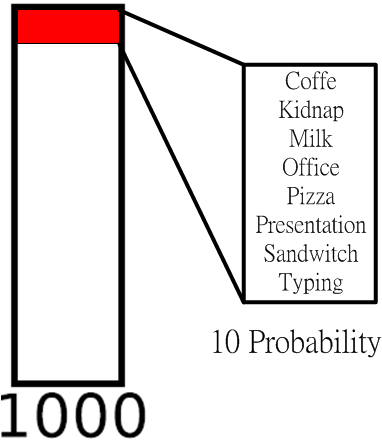 Coffe
Kidnap
Milk
Office
Pizza
Presentation
Sandwitch
Typing
10 Probability
1000